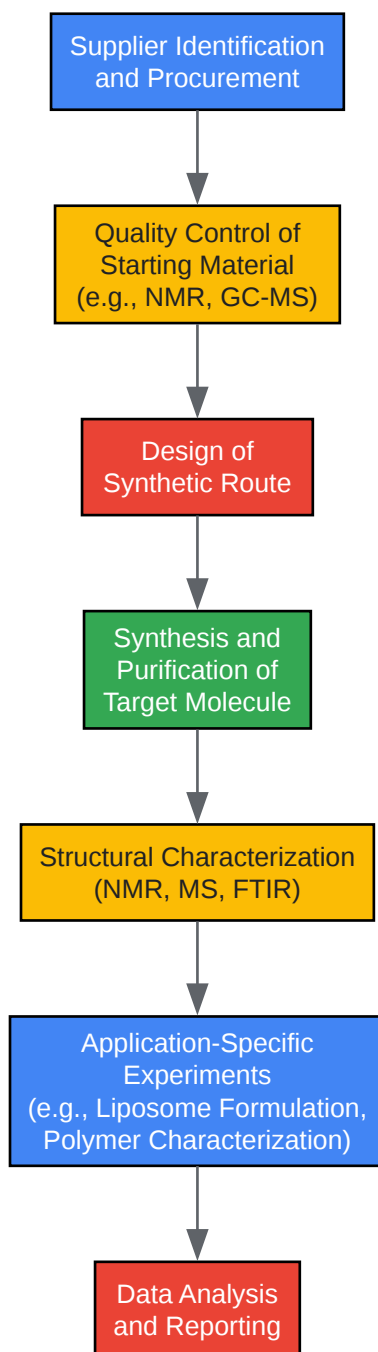 Supplier Identification
and Procurement
Quality Control of
Starting Material
(e.g., NMR, GC-MS)
Design of
Synthetic Route
Synthesis and
Purification of
Target Molecule
Structural Characterization
(NMR, MS, FTIR)
Application-Specific
Experiments
(e.g., Liposome Formulation,
Polymer Characterization)
Data Analysis
and Reporting